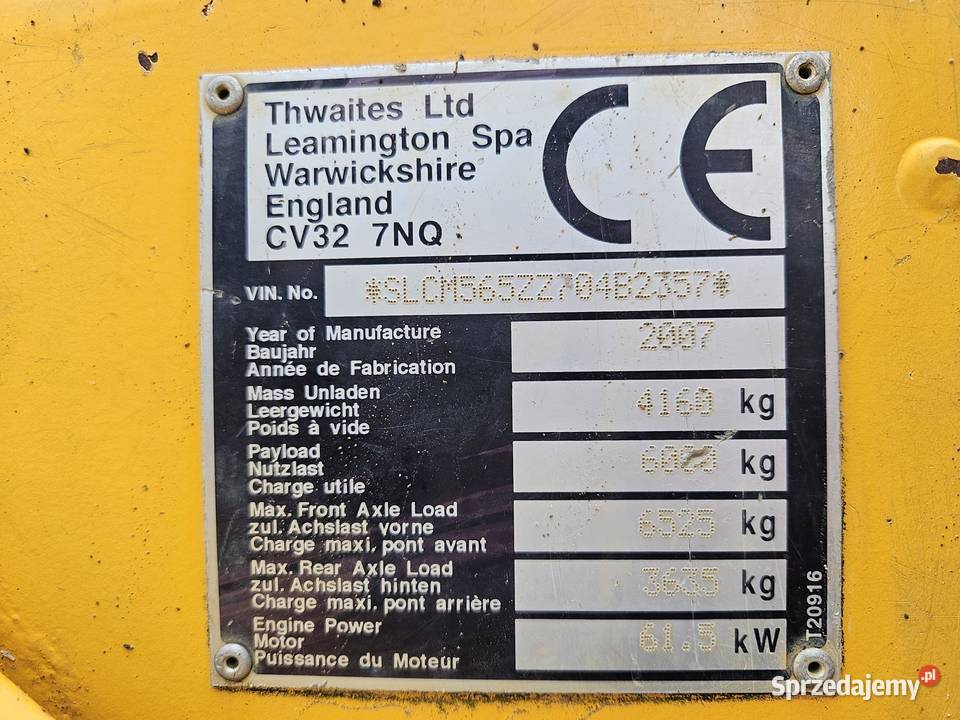 Thwaites Ltd
Leamington Spa
Warwickshire
England
CV32 7NQ
CE
VIN. No. *SLCM565ZZ704B2357*
Year of Manufacture
Baujahr
Année de Fabrication
2007
Mass Unladen
Leergewicht
Poids à vide
4160 kg
Payload
Nutzlast
Charge utile
6000 kg
Max. Front Axle Load
zul. Achslast vorne
Charge maxi. pont avant
6525 kg
Max. Rear Axle Load
zul. Achslast hinten
Charge maxi. pont arrière
3635 kg
Engine Power
Motor
Puissance du Moteur
61.5 kW
T20916
Sprzedajemy.pl